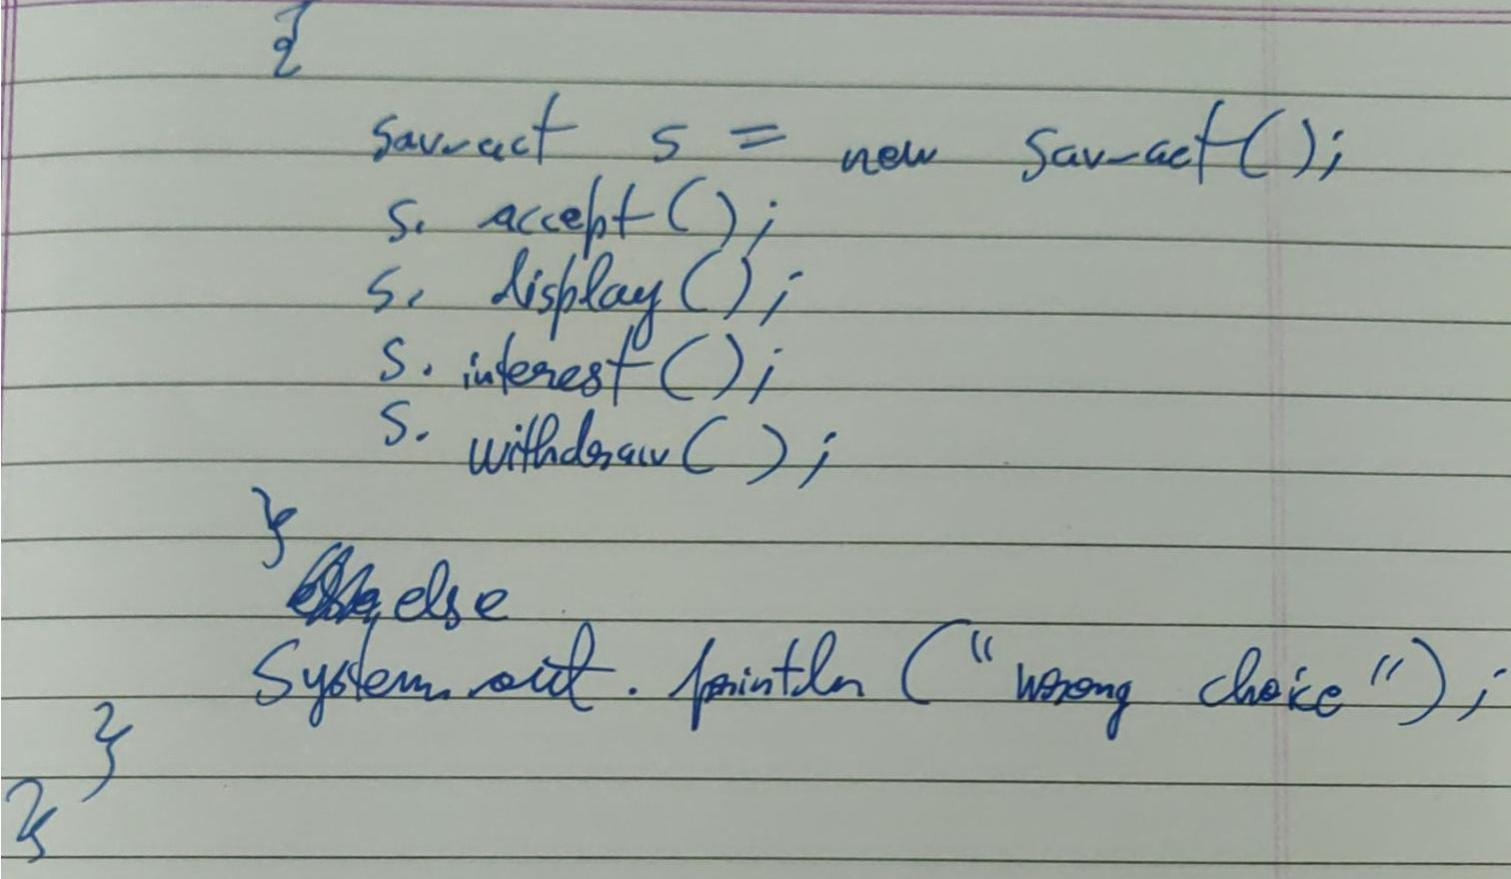 {
sav-act s = new sav-act();
s. accept();
s. display();
s. interest();
s. withdraw();
}
else
System.out.println("wrong choice");
}
}